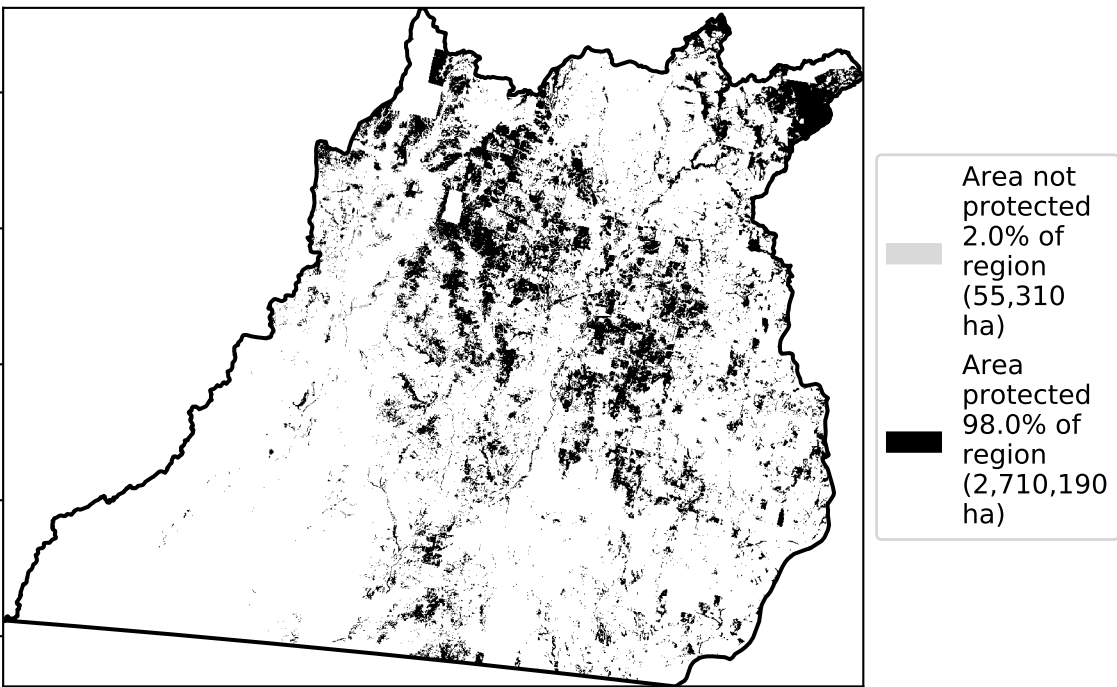 Area not
protected
2.0% of
region
(55,310
ha)
Area
protected
98.0% of
region
(2,710,190
ha)